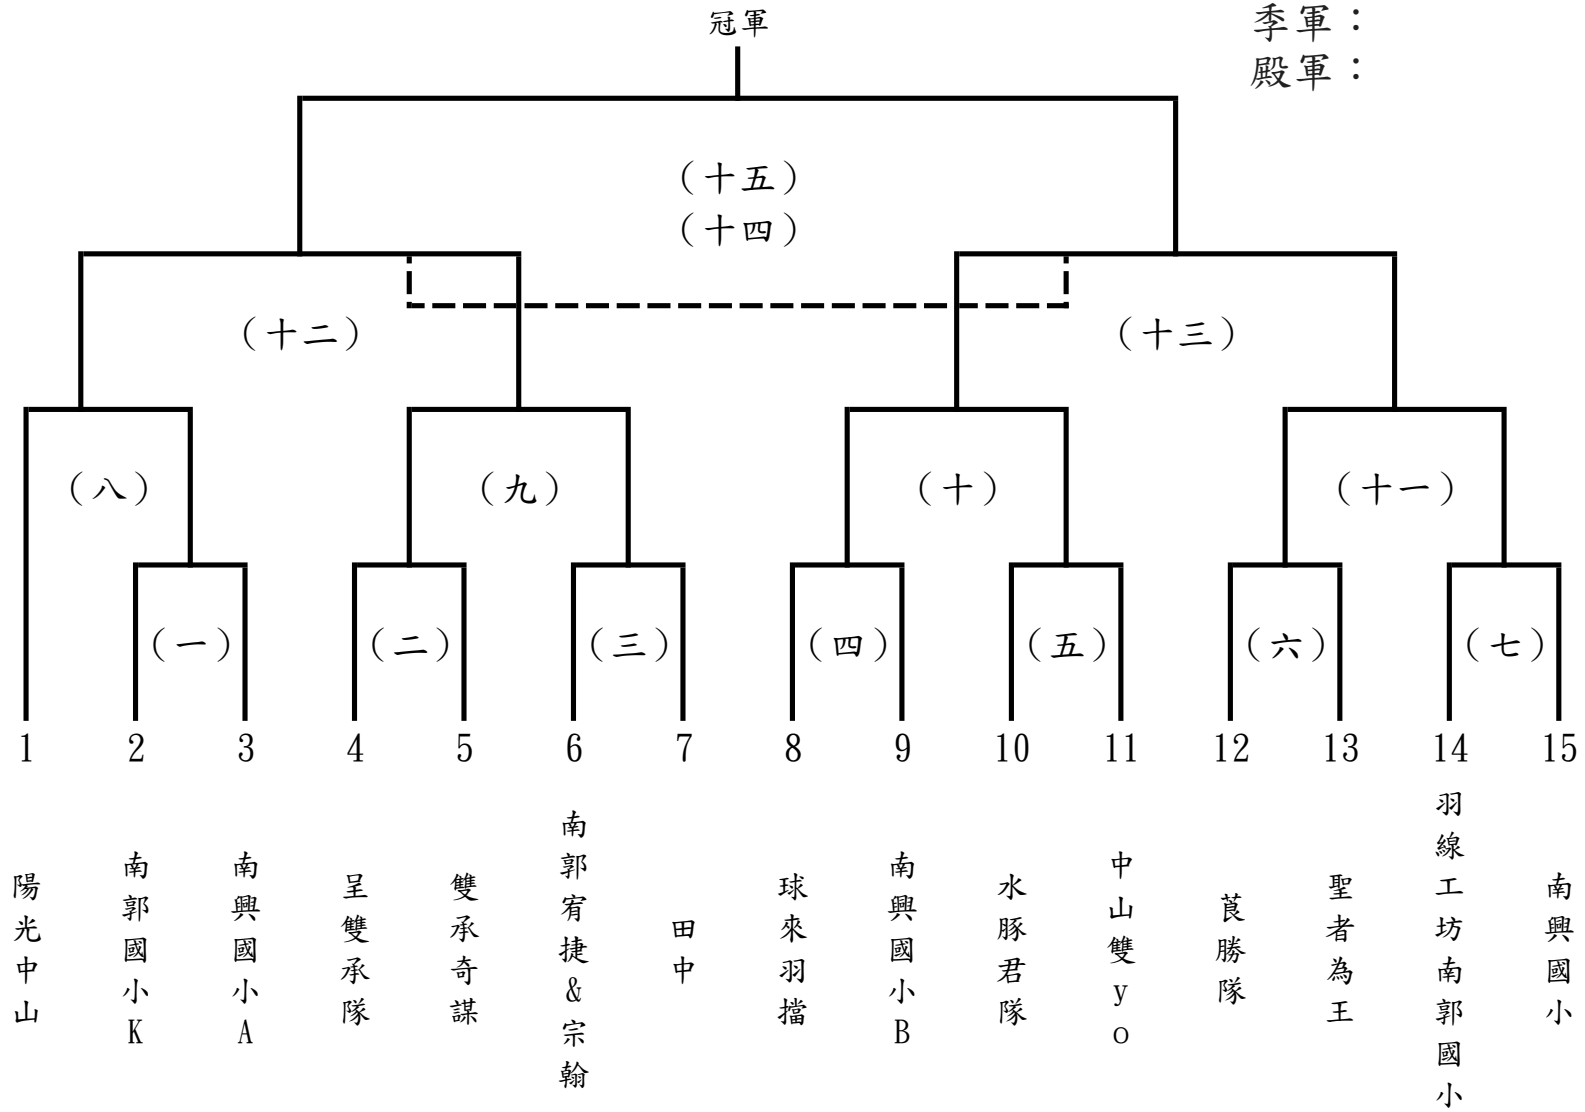 冠軍
季軍：
殿軍：
（十五）
（十四）
（十二）
（十三）
（八）
（九）
（十）
（十一）
（一）
（二）
（三）
（四）
（五）
（六）
（七）
1
2
3
4
5
6
7
8
9
10
11
12
13
14
15
陽光中山
南郭國小K
南興國小A
呈雙承隊
雙承奇謀
南郭宥捷&宗翰
田中
球來羽擋
南興國小B
水豚君隊
中山雙yo
莨勝隊
聖者為王
羽線工坊南郭國小
南興國小